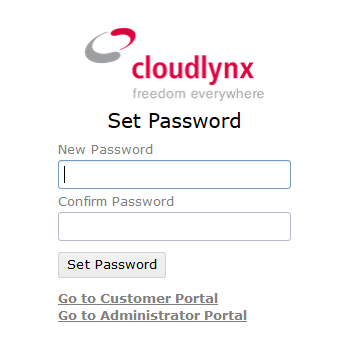 cloudlynx
freedom everywhere
Set Password
New Password
Confirm Password
Set Password
Go to Customer Portal
Go to Administrator Portal